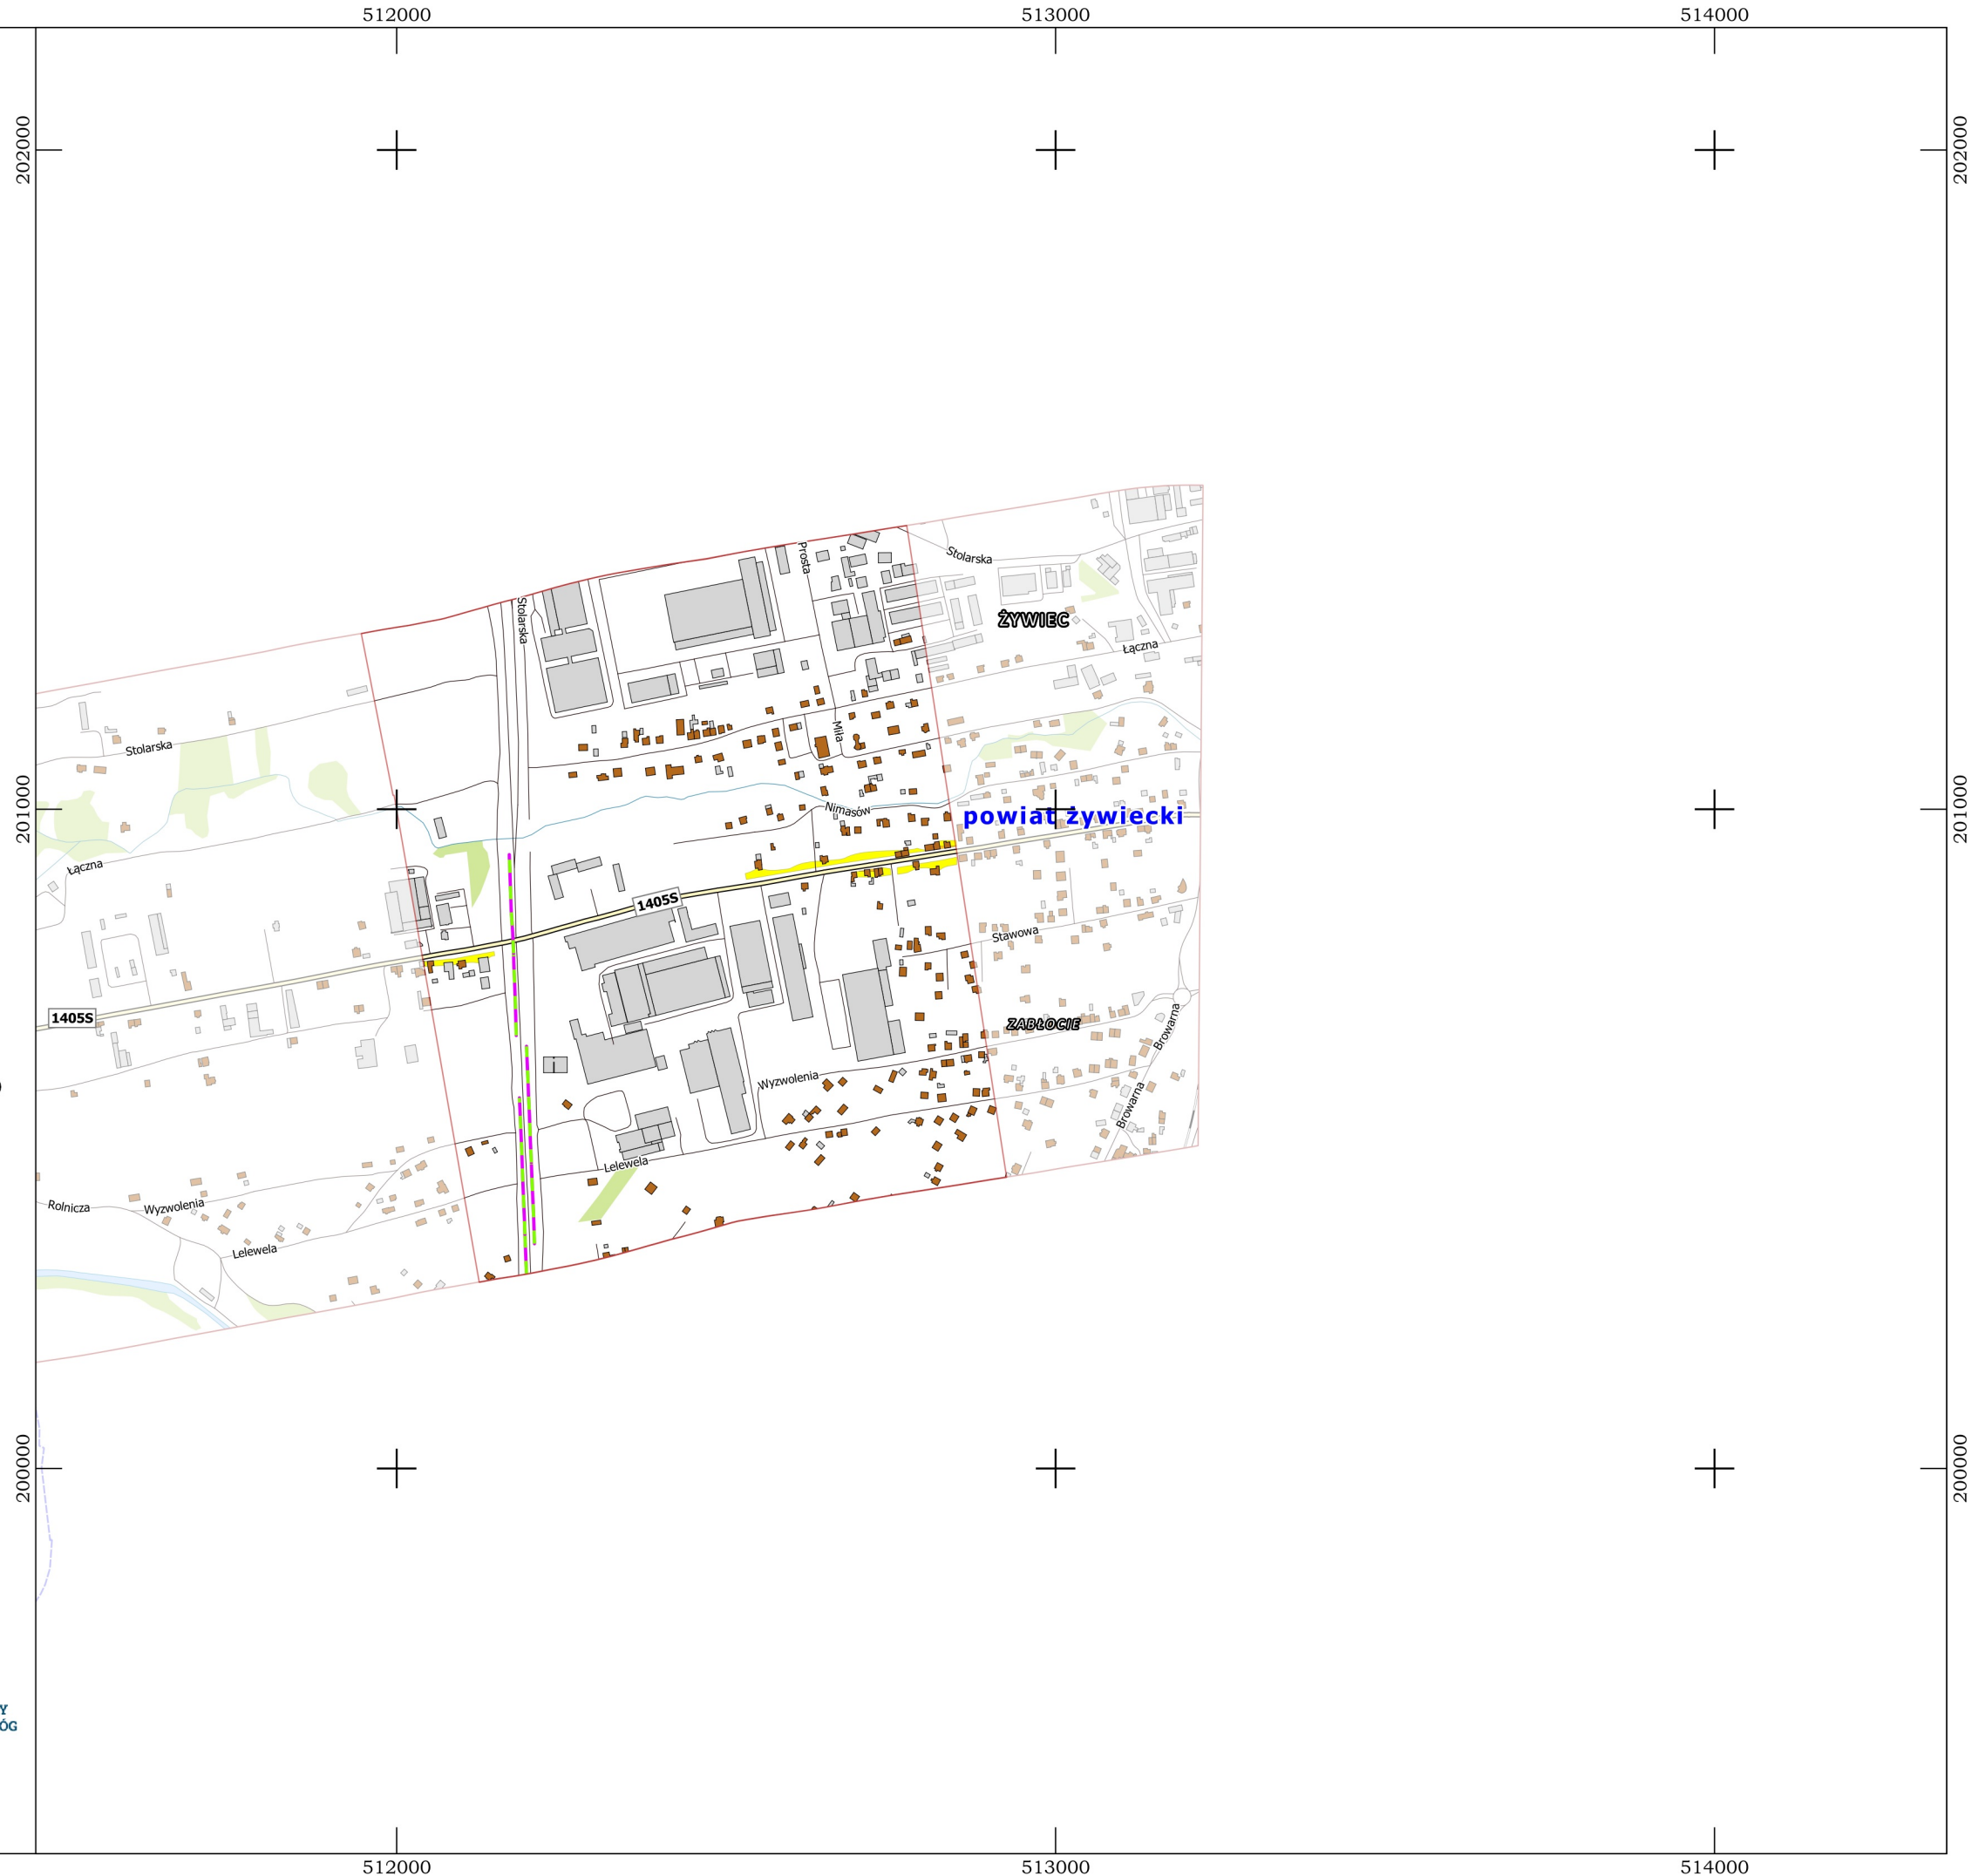 512000
513000
514000
202000
202000
Prosta
Stolarska
Stolarska
ŻYWIEC
Łączna
Miła
Stolarska
201000
Nimasów
powiat żywiecki
201000
Łączna
1405S
Stawowa
1405S
ZABŁOCIE
Browarna
Wyzwolenia
Browarna
Lelewela
Rolnicza
Wyzwolenia
Lelewela
200000
200000
Y
ÓG
512000
513000
514000